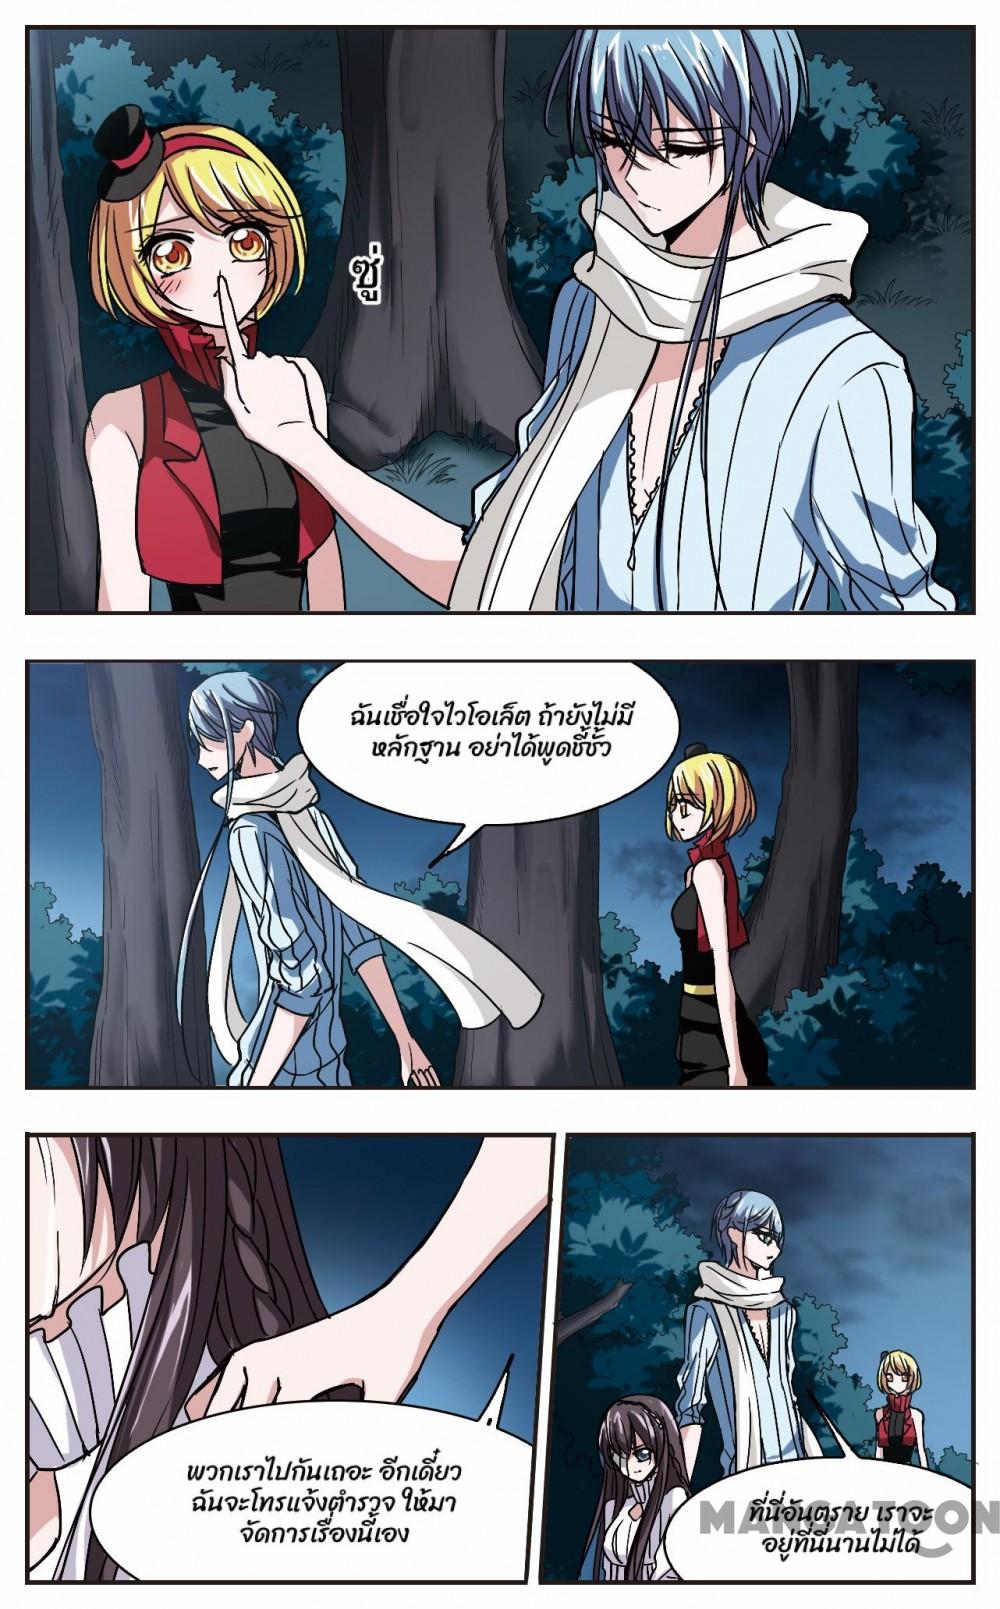 ชู่
ฉันเชื่อใจไวโอเล็ต ถ้ายังไม่มี
หลักฐาน อย่าได้พูดชี้ชั้ว
พวกเราไปกันเถอะ อีกเดี๋ยว
ฉันจะโทรแจ้งตำรวจ ให้มา
จัดการเรื่องนี้เอง
ที่นี่อันตราย เราจะ
อยู่ที่นี่นานไม่ได้
MANGATOON